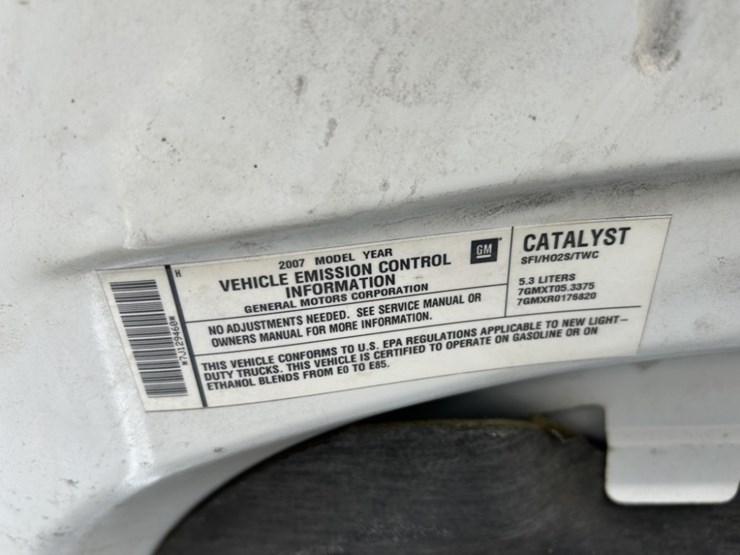 *7J129460*
H
2007 MODEL YEAR
VEHICLE EMISSION CONTROL
INFORMATION
GENERAL MOTORS CORPORATION
GM
NO ADJUSTMENTS NEEDED. SEE SERVICE MANUAL OR
OWNERS MANUAL FOR MORE INFORMATION.
CATALYST
SFI/HO2S/TWC
5.3 LITERS
7GMXT05.3375
7GMXR0176820
THIS VEHICLE CONFORMS TO U.S. EPA REGULATIONS APPLICABLE TO NEW LIGHT-
DUTY TRUCKS. THIS VEHICLE IS CERTIFIED TO OPERATE ON GASOLINE OR ON
ETHANOL BLENDS FROM E0 TO E85.